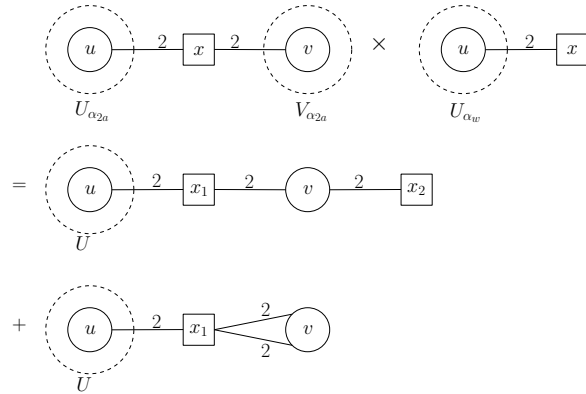 u 2 x 2 v × u 2 x
U_{α_{2a}} V_{α_{2a}} U_{α_w}
= u 2 x_1 2 v 2 x_2
U
+ u 2 x_1 2 2 v
U